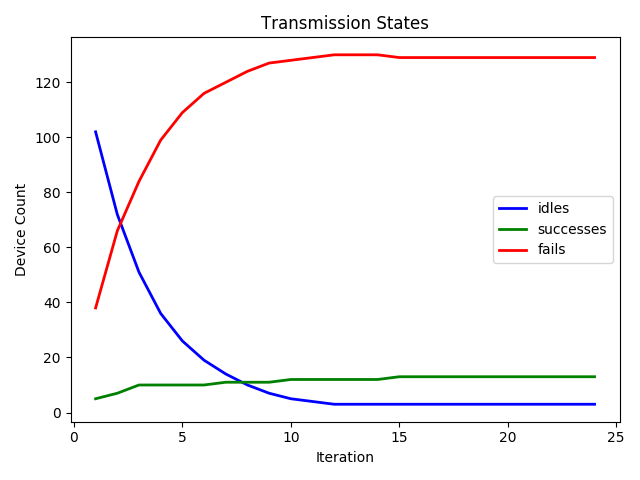 Transmission States
Device Count
120
100
80
60
40
20
0
idles
successes
fails
0 5 10 15 20 25
Iteration